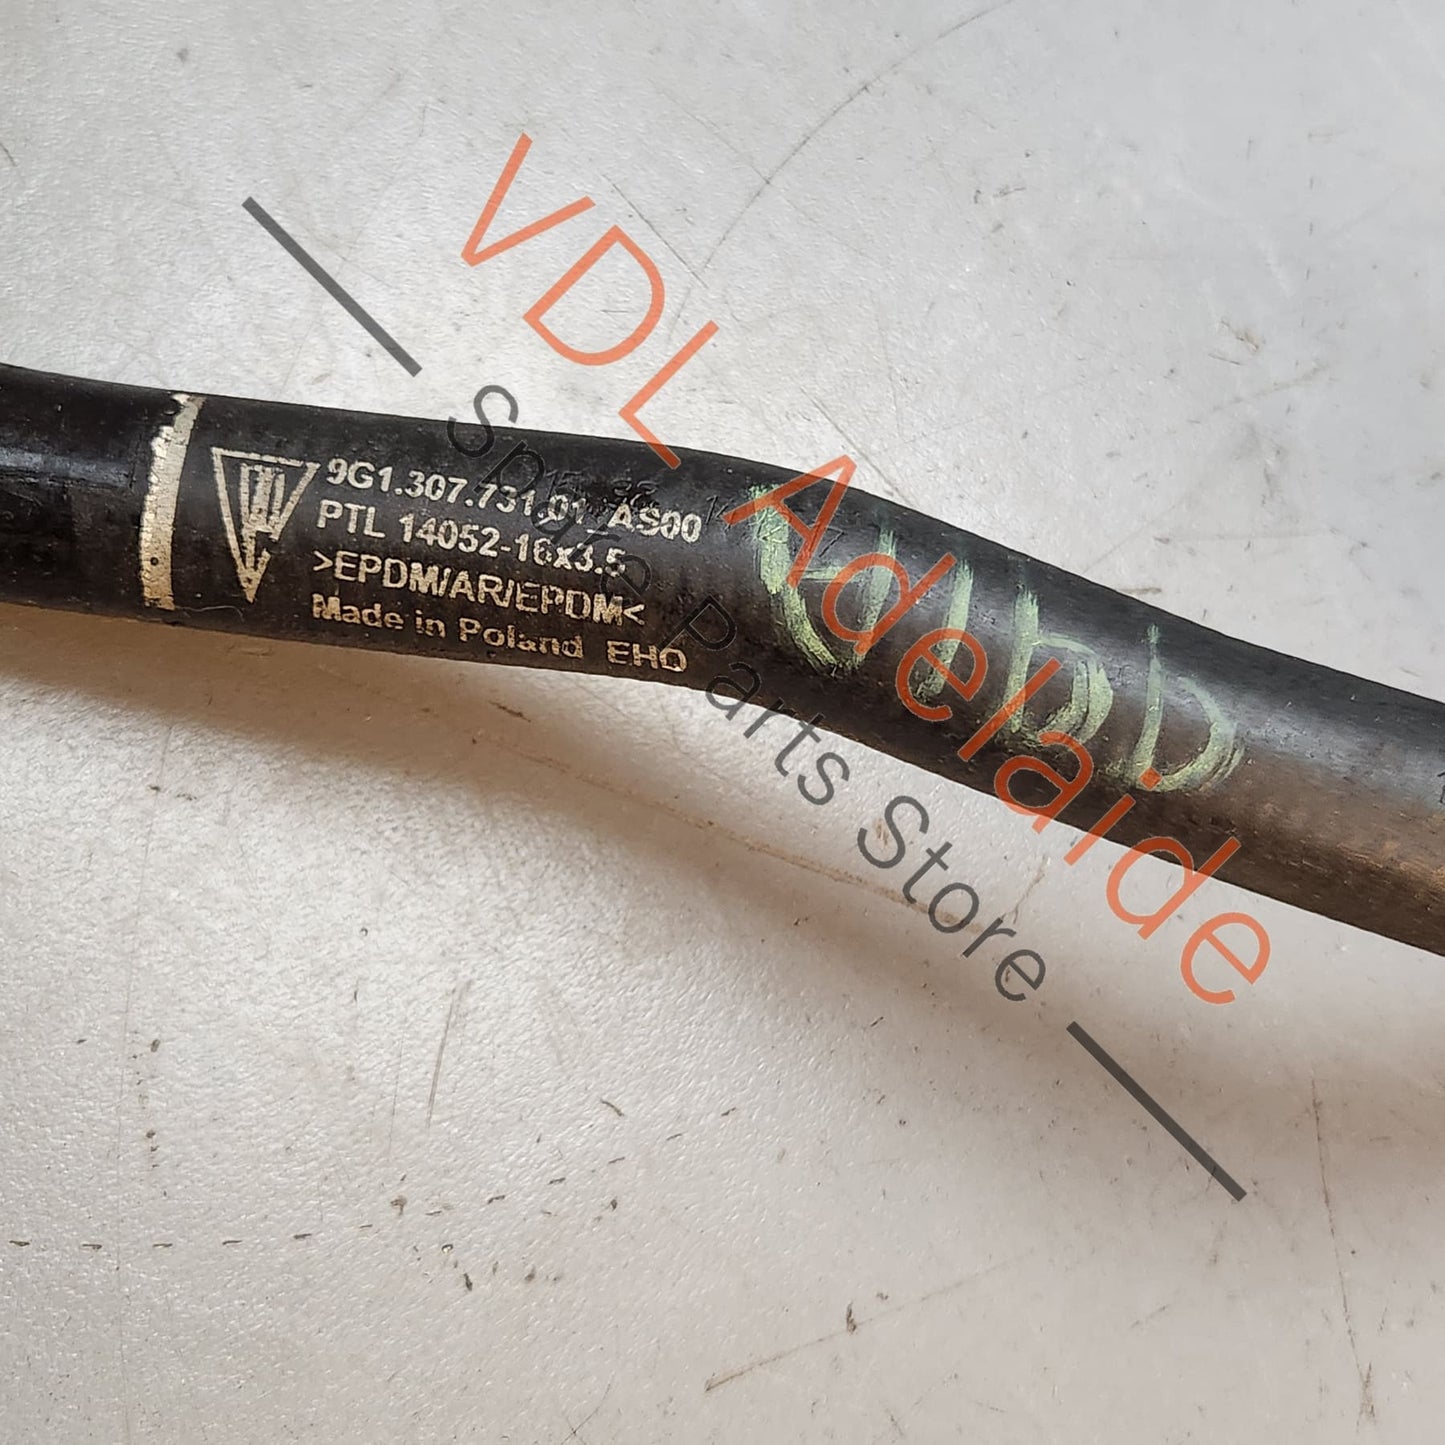 9G1.307.731.01 AS00
PTL 14052-16x3.5
>EPDM/AR/EPDM<
Made in Poland EHO
VDL Adelaide
Spare Parts Store